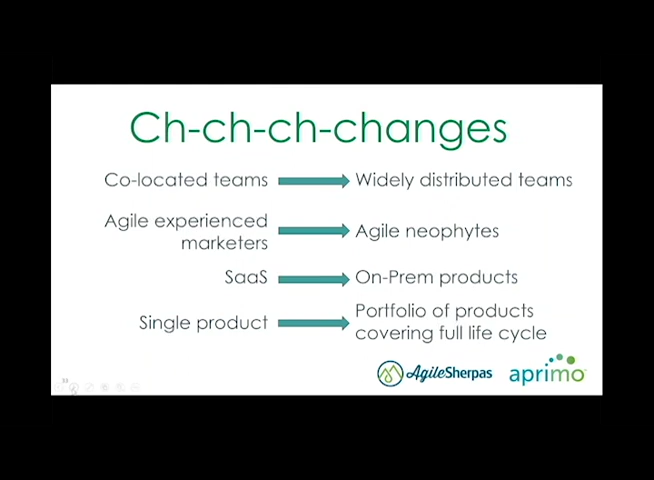 Ch-ch-ch-changes
Co-located teams
Widely distributed teams
Agile experienced
marketers
Agile neophytes
SaaS
On-Prem products
Single product
Portfolio of products
covering full life cycle
AgileSherpas
aprimo
33